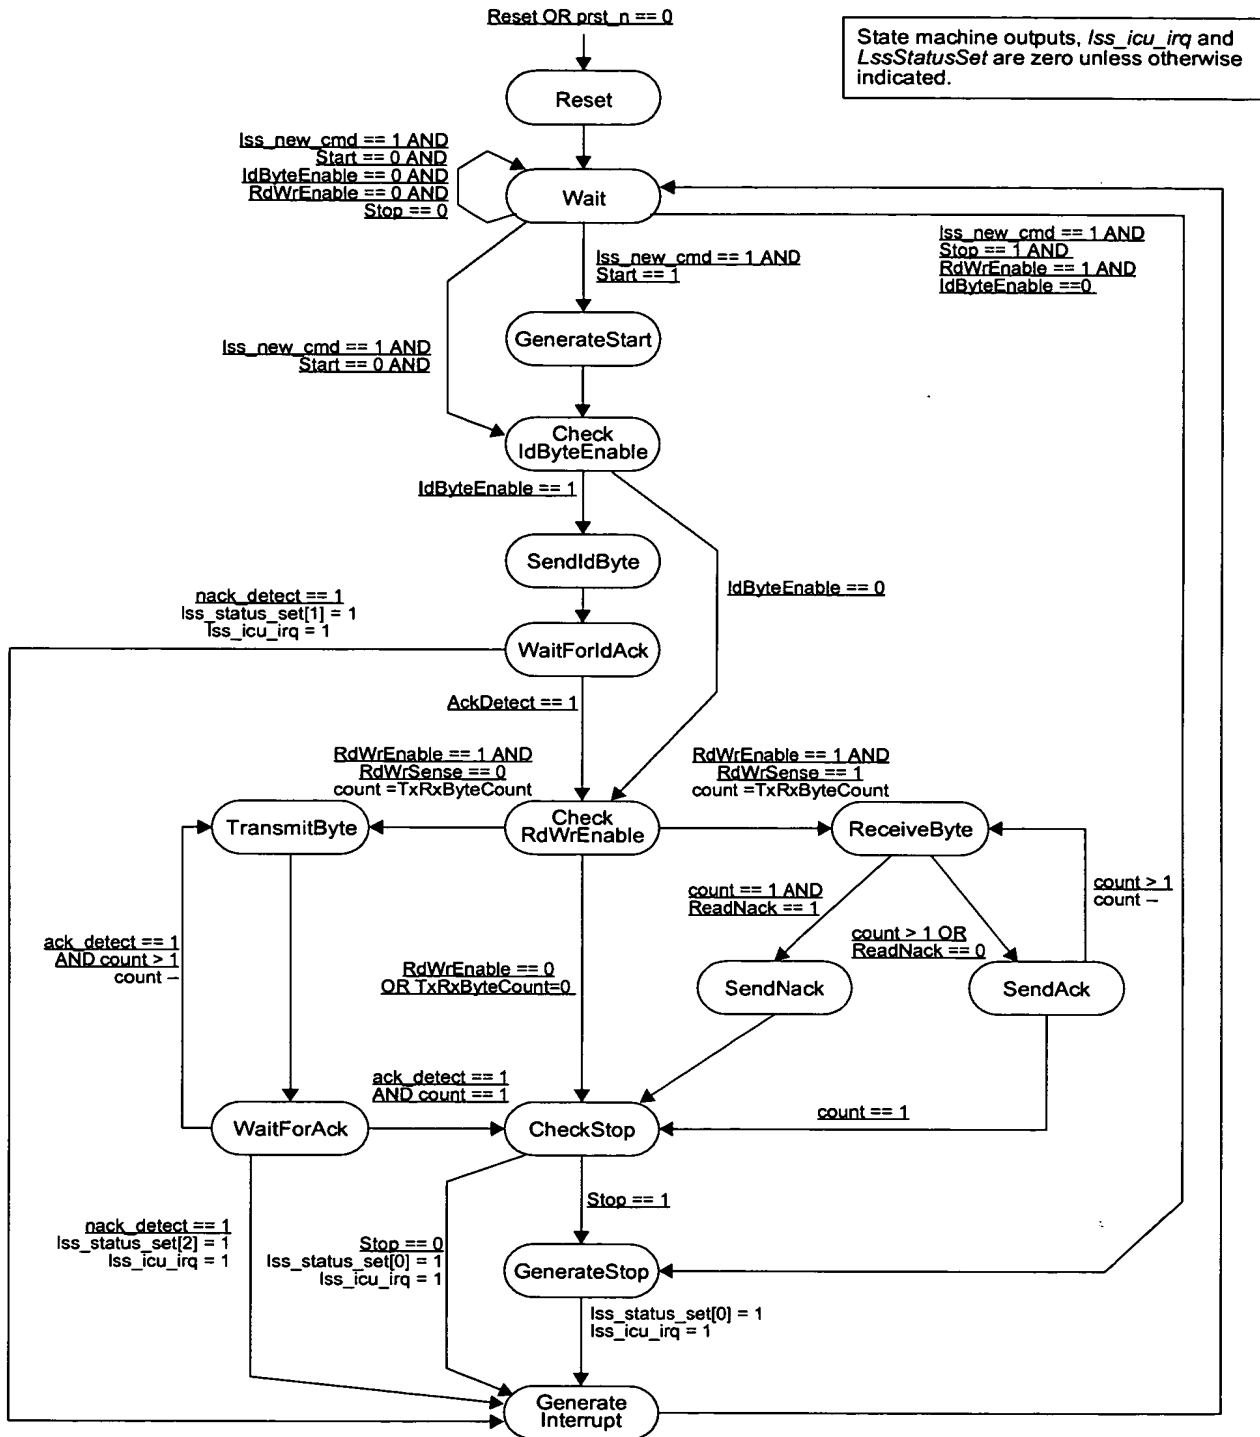 Reset OR prst_n == 0
State machine outputs, lss_icu_irq and
LssStatusSet are zero unless otherwise
indicated.
Reset
lss_new_cmd == 1 AND
Start == 0 AND
IdByteEnable == 0 AND
RdWrEnable == 0 AND
Stop == 0
Wait
lss_new_cmd == 1 AND
Start == 1
lss_new_cmd == 1 AND
Stop == 1 AND
RdWrEnable == 1 AND
IdByteEnable ==0
GenerateStart
lss_new_cmd == 1 AND
Start == 0 AND
Check
IdByteEnable
IdByteEnable == 1
SendIdByte
IdByteEnable == 0
nack_detect == 1
lss_status_set[1] = 1
lss_icu_irq = 1
WaitForIdAck
AckDetect == 1
RdWrEnable == 1 AND
RdWrSense == 0
count =TxRxByteCount
RdWrEnable == 1 AND
RdWrSense == 1
count =TxRxByteCount
TransmitByte
Check
RdWrEnable
ReceiveByte
count == 1 AND
ReadNack == 1
count > 1
count –
ack_detect == 1
AND count > 1
count –
count > 1 OR
ReadNack == 0
RdWrEnable == 0
OR TxRxByteCount=0
SendNack
SendAck
ack_detect == 1
AND count == 1
WaitForAck
CheckStop
count == 1
Stop == 1
nack_detect == 1
lss_status_set[2] = 1
lss_icu_irq = 1
Stop == 0
lss_status_set[0] = 1
lss_icu_irq = 1
GenerateStop
lss_status_set[0] = 1
lss_icu_irq = 1
Generate
Interrupt